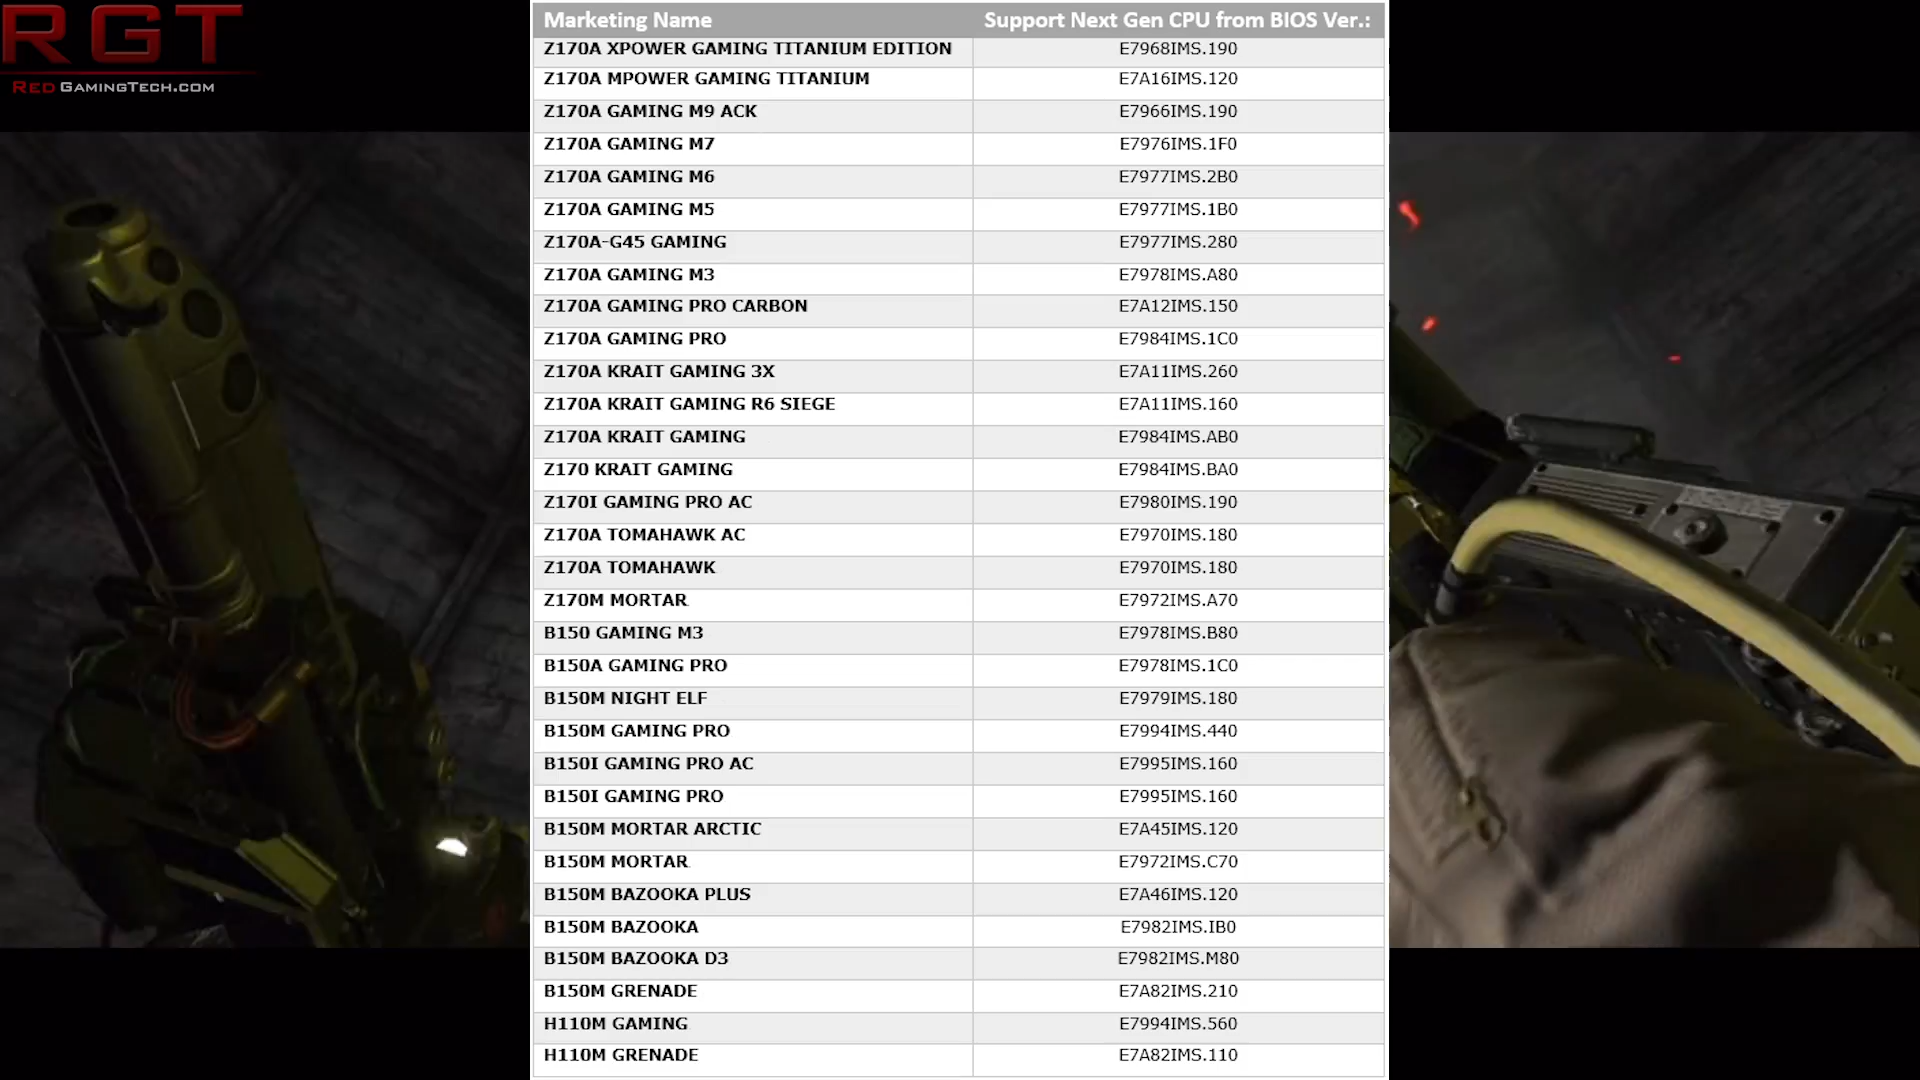 RGT
RedGamingTech.com
Marketing Name Support Next Gen CPU from BIOS Ver.:
Z170A XPOWER GAMING TITANIUM EDITION E7968IMS.190
Z170A MPOWER GAMING TITANIUM E7A16IMS.120
Z170A GAMING M9 ACK E7966IMS.190
Z170A GAMING M7 E7976IMS.1F0
Z170A GAMING M6 E7977IMS.2B0
Z170A GAMING M5 E7977IMS.1B0
Z170A-G45 GAMING E7977IMS.280
Z170A GAMING M3 E7978IMS.A80
Z170A GAMING PRO CARBON E7A12IMS.150
Z170A GAMING PRO E7984IMS.1C0
Z170A KRAIT GAMING 3X E7A11IMS.260
Z170A KRAIT GAMING R6 SIEGE E7A11IMS.160
Z170A KRAIT GAMING E7984IMS.AB0
Z170 KRAIT GAMING E7984IMS.BA0
Z170I GAMING PRO AC E7980IMS.190
Z170A TOMAHAWK AC E7970IMS.180
Z170A TOMAHAWK E7970IMS.180
Z170M MORTAR E7972IMS.A70
B150 GAMING M3 E7978IMS.B80
B150A GAMING PRO E7978IMS.1C0
B150M NIGHT ELF E7979IMS.180
B150M GAMING PRO E7994IMS.440
B150I GAMING PRO AC E7995IMS.160
B150I GAMING PRO E7995IMS.160
B150M MORTAR ARCTIC E7A45IMS.120
B150M MORTAR E7972IMS.C70
B150M BAZOOKA PLUS E7A46IMS.120
B150M BAZOOKA E7982IMS.IB0
B150M BAZOOKA D3 E7982IMS.M80
B150M GRENADE E7A82IMS.210
H110M GAMING E7994IMS.560
H110M GRENADE E7A82IMS.110